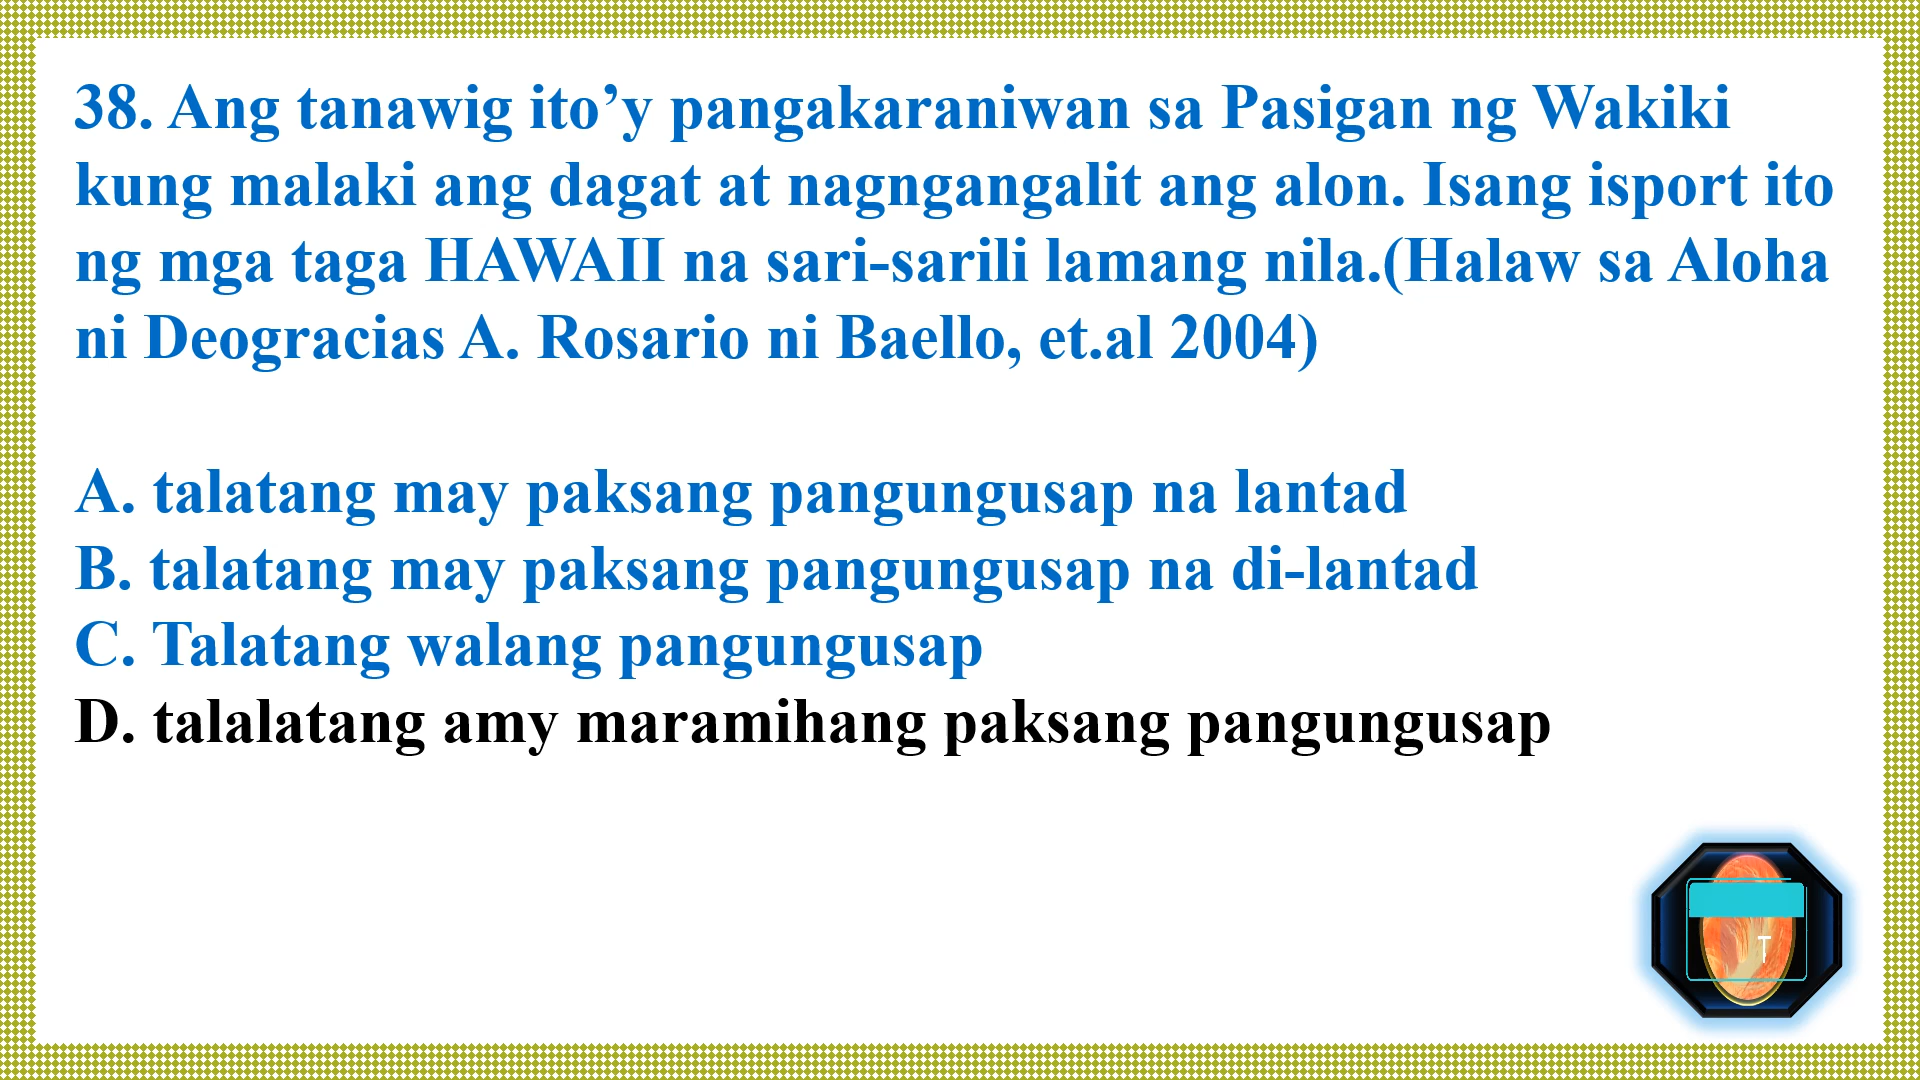 38. Ang tanawig ito’y pangakaraniwan sa Pasigan ng Wakiki
kung malaki ang dagat at nagngangalit ang alon. Isang isport ito
ng mga taga HAWAII na sari-sarili lamang nila.(Halaw sa Aloha
ni Deogracias A. Rosario ni Baello, et.al 2004)
A. talatang may paksang pangungusap na lantad
B. talatang may paksang pangungusap na di-lantad
C. Talatang walang pangungusap
D. talalatang amy maramihang paksang pangungusap
T